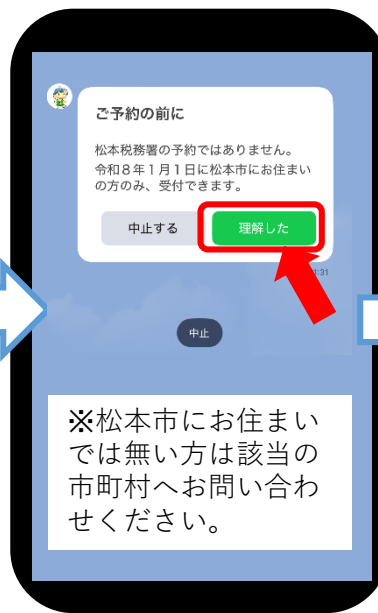 ご予約の前に
松本税務署の予約ではありません。
令和８年１月１日に松本市にお住まい
の方のみ、受付できます。
中止する
理解した
:31
中止
※松本市にお住まい
では無い方は該当の
市町村へお問い合わ
せください。